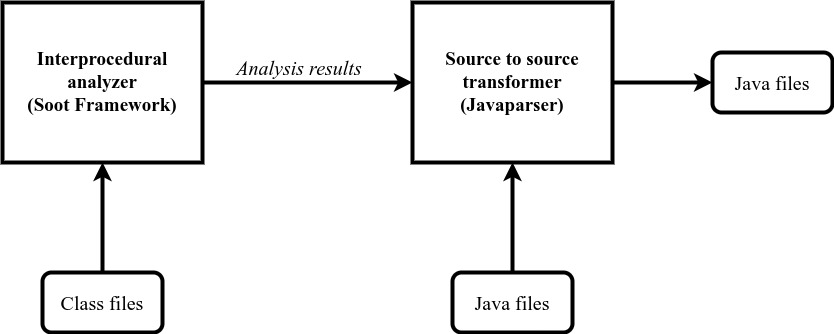 Interprocedural
analyzer
(Soot Framework)
Analysis results
Source to source
transformer
(Javaparser)
Java files
Class files
Java files